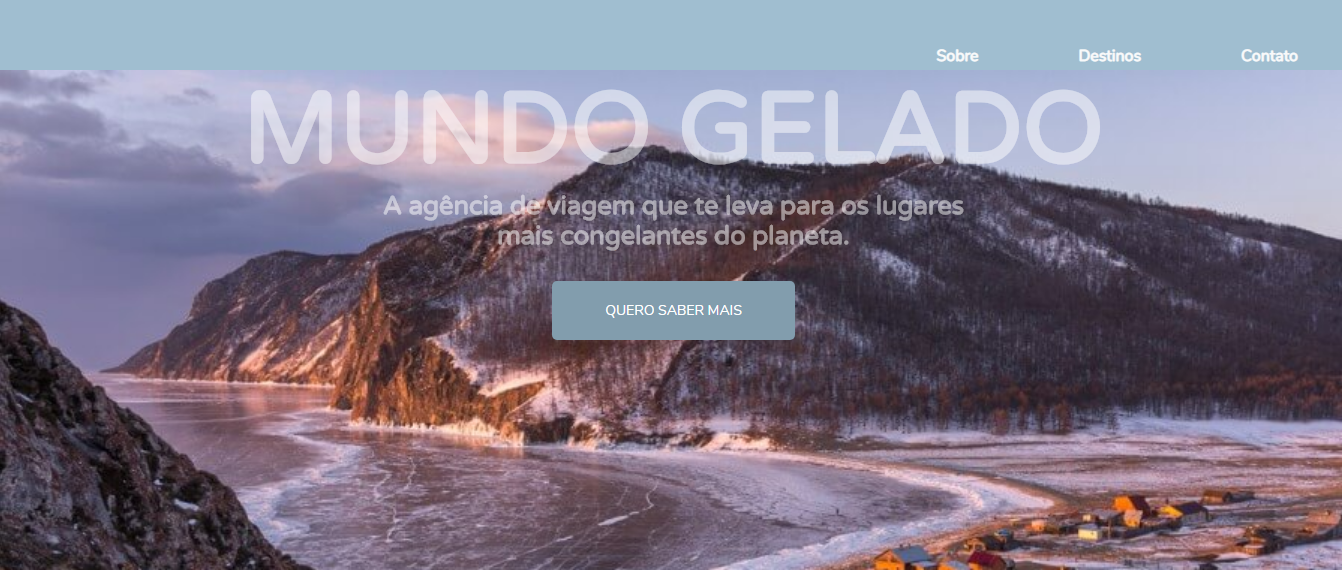 Sobre Destinos Contato
MUNDO GELADO
A agência de viagem que te leva para os lugares
mais congelantes do planeta.
QUERO SABER MAIS